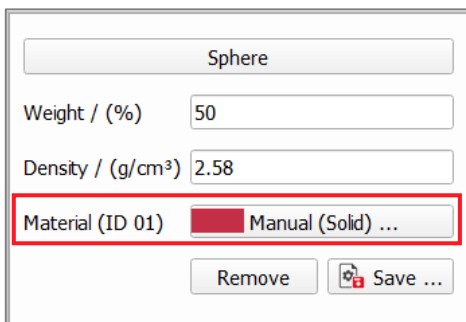 Sphere
Weight / (%) 50
Density / (g/cm³) 2.58
Material (ID 01) Manual (Solid) ...
Remove Save ...